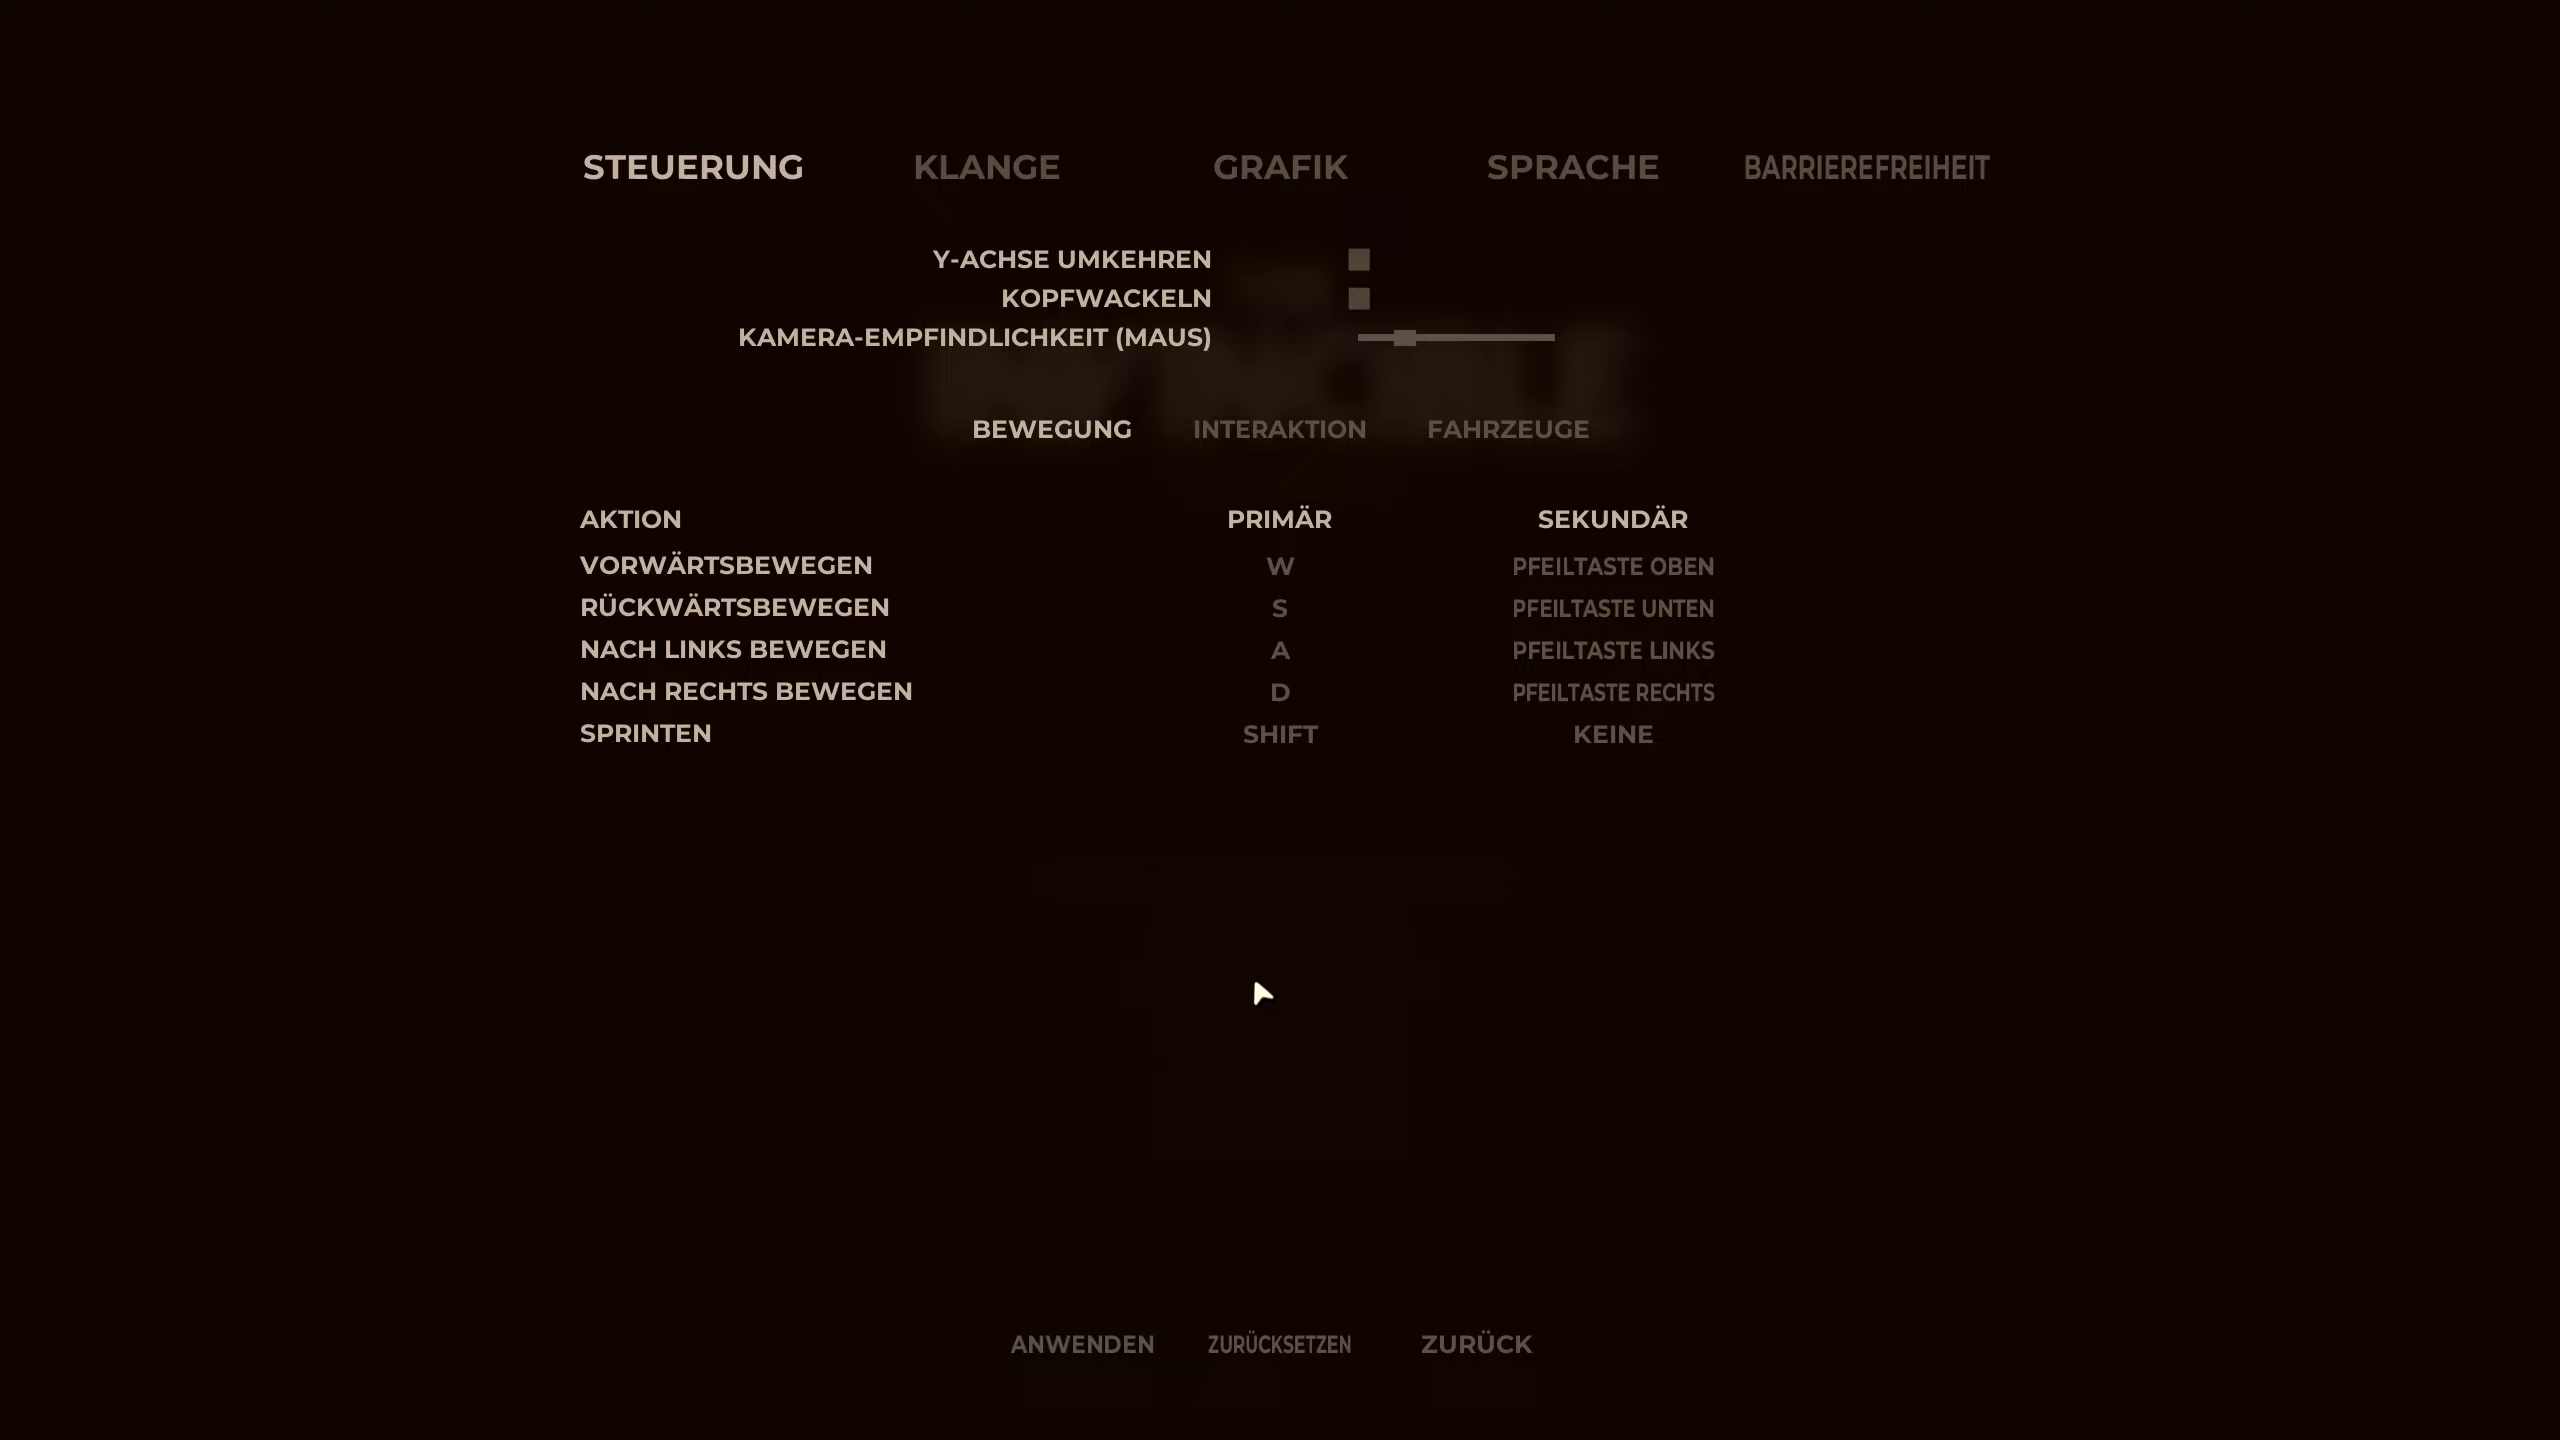 STEUERUNG KLANGE GRAFIK SPRACHE BARRIEREFREIHEIT
Y-ACHSE UMKEHREN
KOPFWACKELN
KAMERA-EMPFINDLICHKEIT (MAUS)
BEWEGUNG INTERAKTION FAHRZEUGE
AKTION PRIMÄR SEKUNDÄR
VORWÄRTSBEWEGEN W PFEILTASTE OBEN
RÜCKWÄRTSBEWEGEN S PFEILTASTE UNTEN
NACH LINKS BEWEGEN A PFEILTASTE LINKS
NACH RECHTS BEWEGEN D PFEILTASTE RECHTS
SPRINTEN SHIFT KEINE
ANWENDEN ZURÜCKSETZEN ZURÜCK